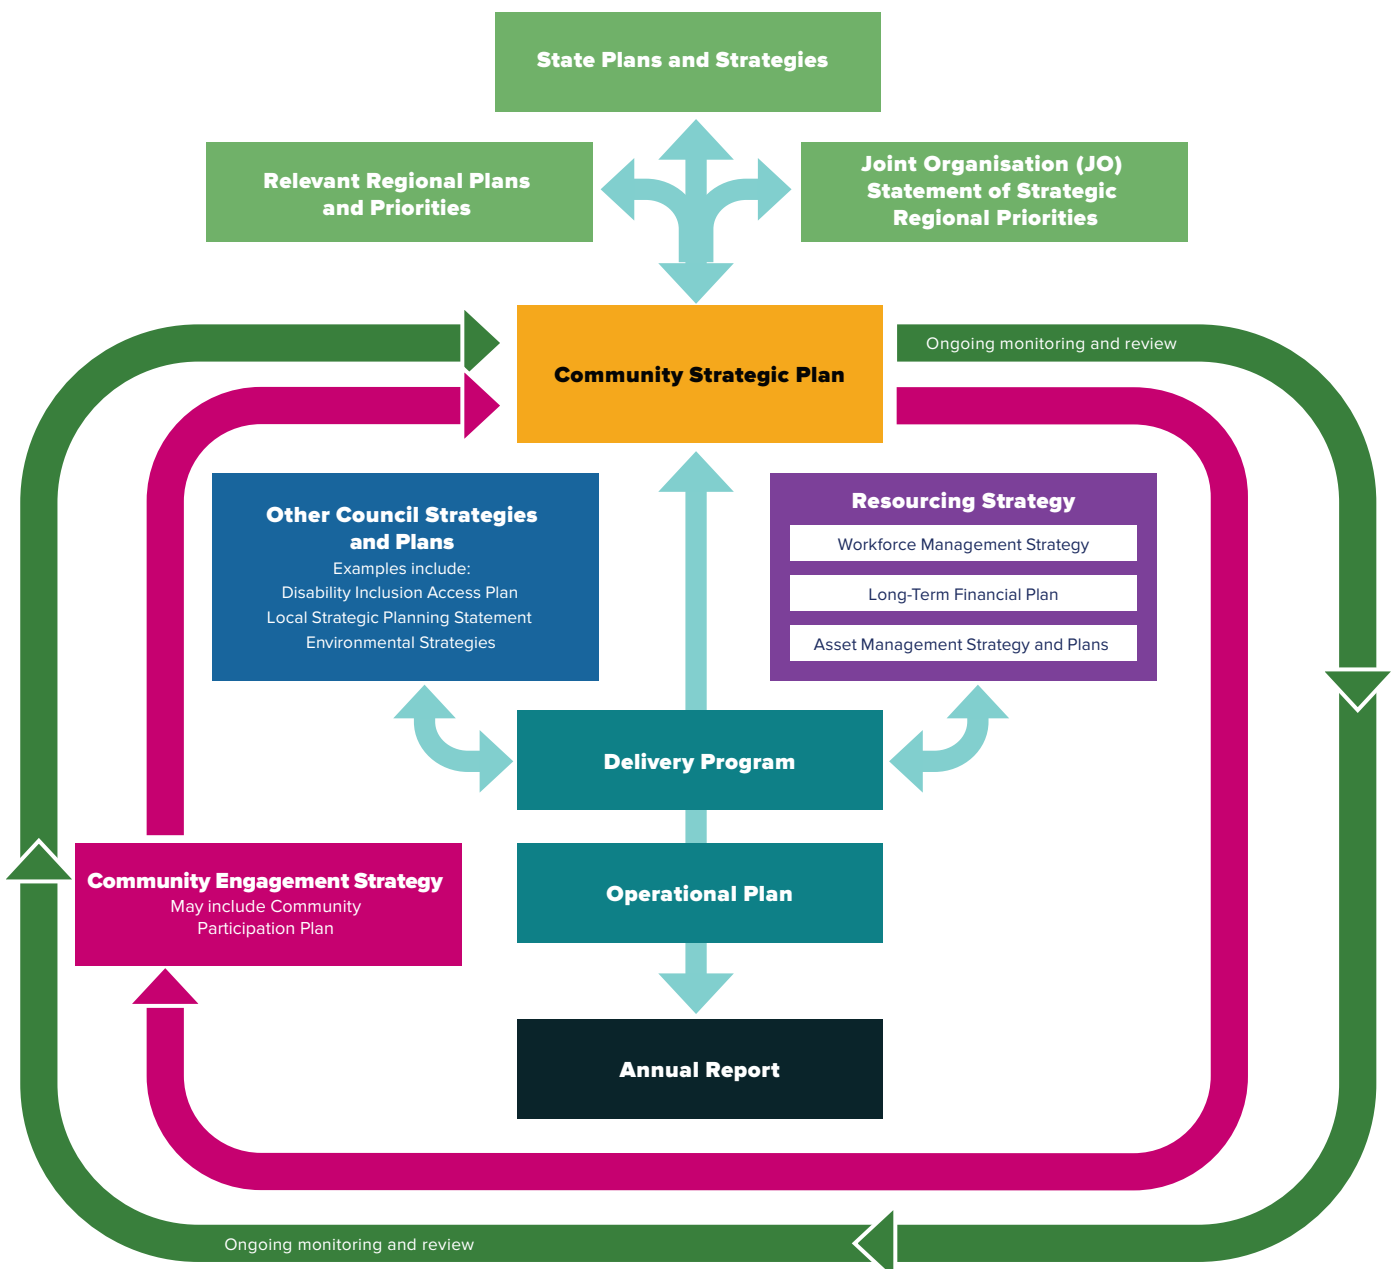 State Plans and Strategies
Relevant Regional Plans
and Priorities
Joint Organisation (JO)
Statement of Strategic
Regional Priorities
Community Strategic Plan
Ongoing monitoring and review
Other Council Strategies
and Plans
Examples include:
Disability Inclusion Access Plan
Local Strategic Planning Statement
Environmental Strategies
Resourcing Strategy
Workforce Management Strategy
Long-Term Financial Plan
Asset Management Strategy and Plans
Delivery Program
Community Engagement Strategy
May include Community
Participation Plan
Operational Plan
Annual Report
Ongoing monitoring and review